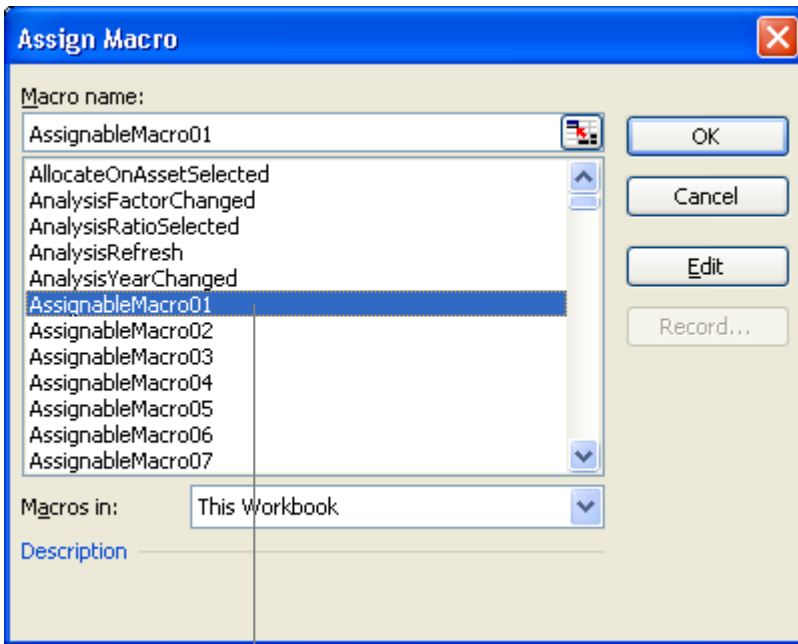 Assign Macro
Macro name:
AssignableMacro01
OK
AllocateOnAssetSelected
AnalysisFactorChanged
AnalysisRatioSelected
AnalysisRefresh
AnalysisYearChanged
AssignableMacro01
AssignableMacro02
AssignableMacro03
AssignableMacro04
AssignableMacro05
AssignableMacro06
AssignableMacro07
Cancel
Edit
Record...
Macros in: This Workbook
Description